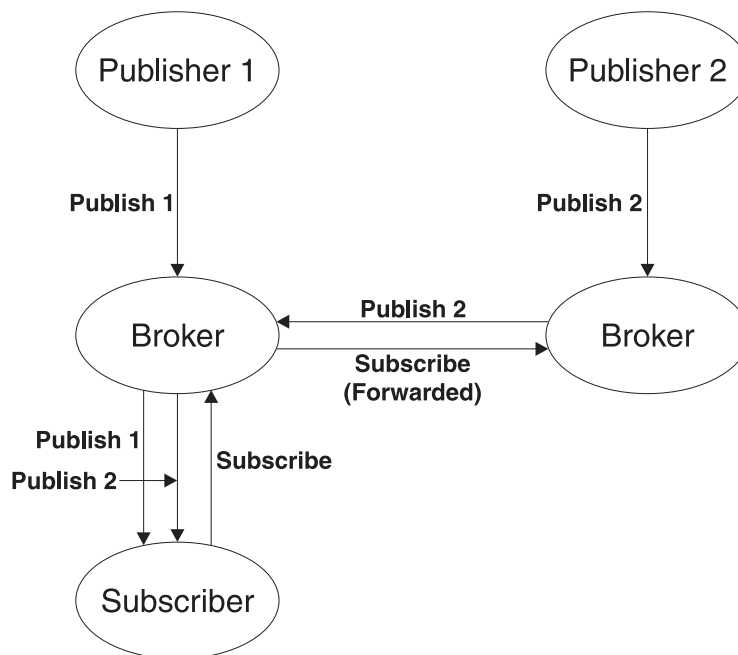 Publisher 1
Publisher 2
Publish 1
Publish 2
Broker
Publish 2
Subscribe
(Forwarded)
Broker
Publish 1
Publish 2
Subscribe
Subscriber